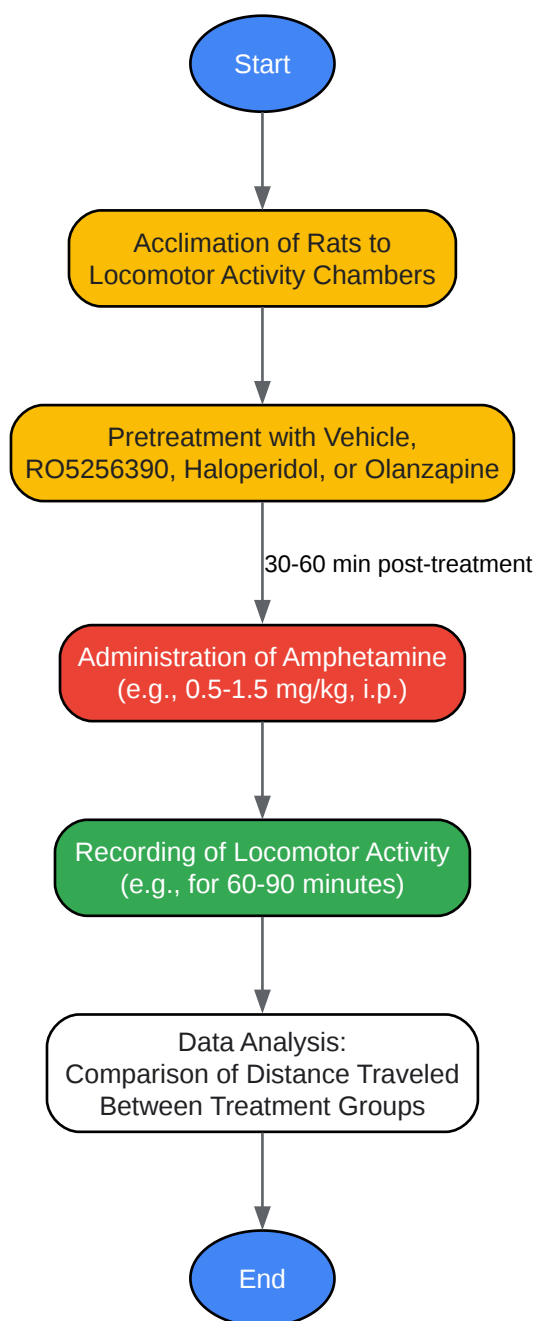 Start
Acclimation of Rats to
Locomotor Activity Chambers
Pretreatment with Vehicle,
RO5256390, Haloperidol, or Olanzapine
30-60 min post-treatment
Administration of Amphetamine
(e.g., 0.5-1.5 mg/kg, i.p.)
Recording of Locomotor Activity
(e.g., for 60-90 minutes)
Data Analysis:
Comparison of Distance Traveled
Between Treatment Groups
End